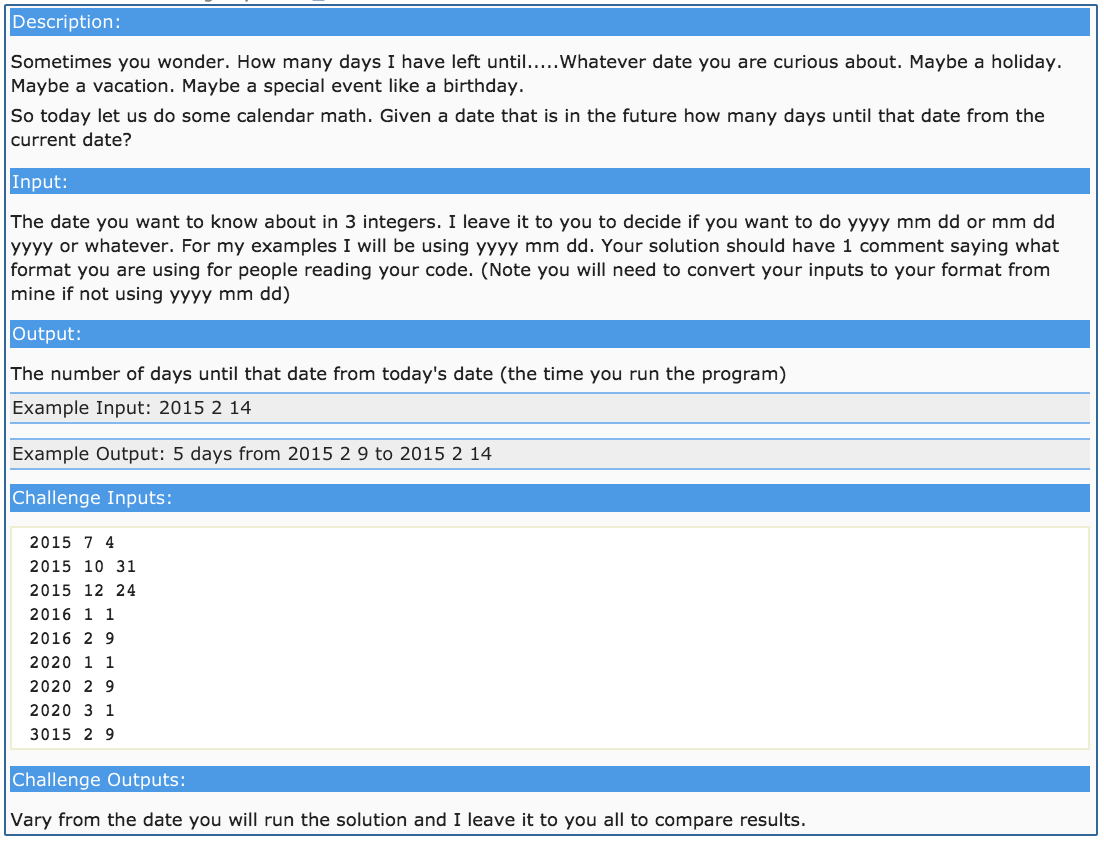 Description:
Sometimes you wonder. How many days I have left until.....Whatever date you are curious about. Maybe a holiday.
Maybe a vacation. Maybe a special event like a birthday.
So today let us do some calendar math. Given a date that is in the future how many days until that date from the
current date?
Input:
The date you want to know about in 3 integers. I leave it to you to decide if you want to do yyyy mm dd or mm dd
yyyy or whatever. For my examples I will be using yyyy mm dd. Your solution should have 1 comment saying what
format you are using for people reading your code. (Note you will need to convert your inputs to your format from
mine if not using yyyy mm dd)
Output:
The number of days until that date from today's date (the time you run the program)
Example Input: 2015 2 14
Example Output: 5 days from 2015 2 9 to 2015 2 14
Challenge Inputs:
2015 7 4
2015 10 31
2015 12 24
2016 1 1
2016 2 9
2020 1 1
2020 2 9
2020 3 1
3015 2 9
Challenge Outputs:
Vary from the date you will run the solution and I leave it to you all to compare results.